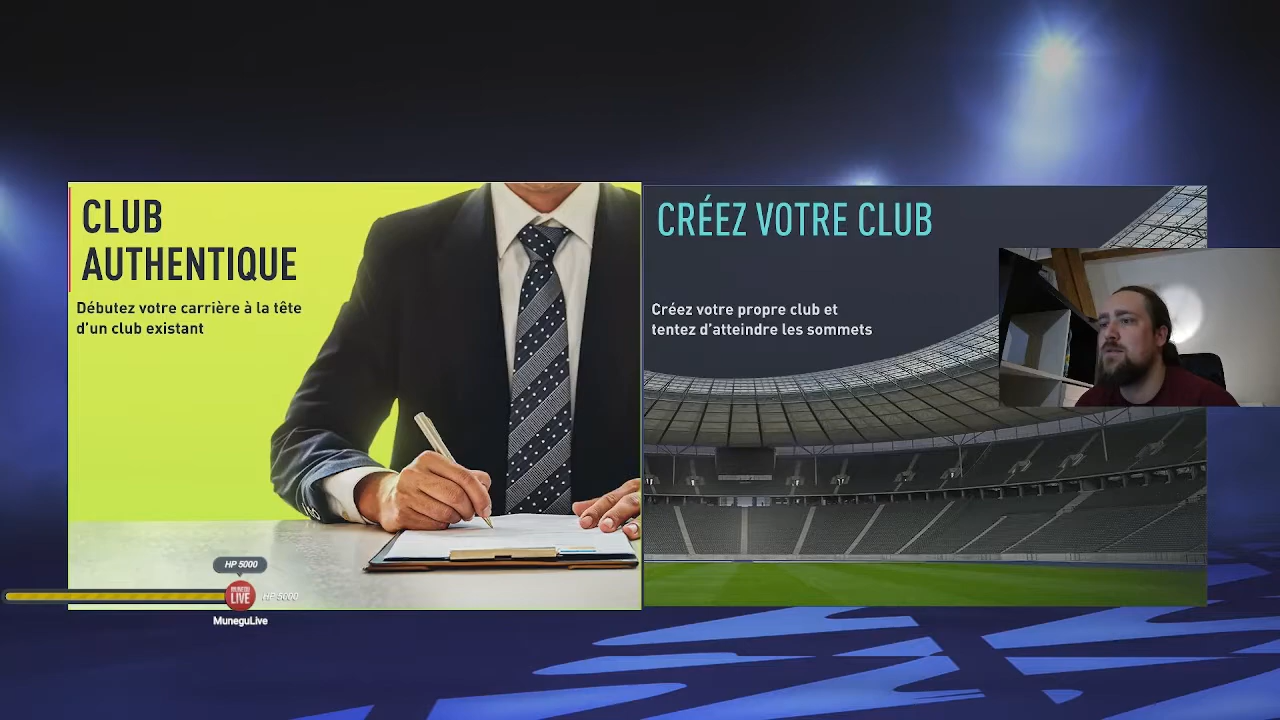 CLUB
AUTHENTIQUE
Débutez votre carrière à la tête
d'un club existant
CRÉEZ VOTRE CLUB
Créez votre propre club et
tentez d'atteindre les sommets
HP 5000
LIVE
HP 5000
MuneguLive